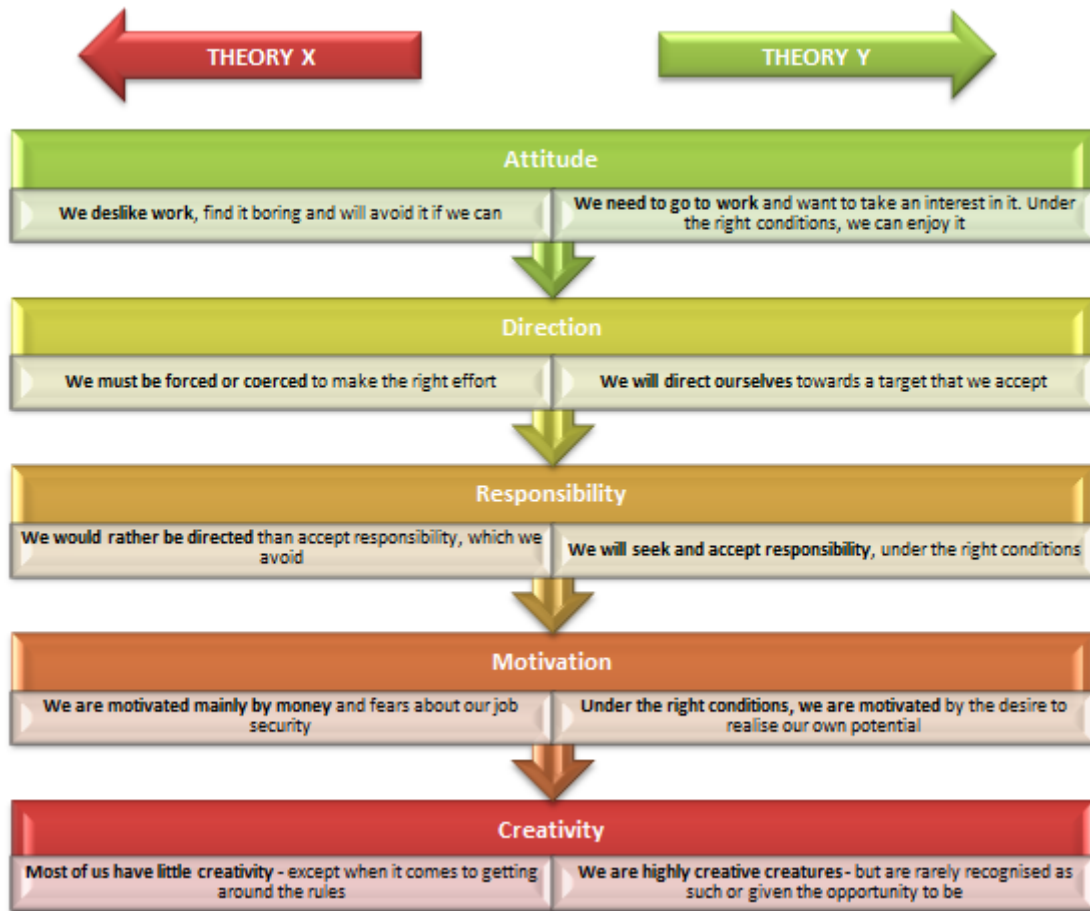 THEORY X
THEORY Y
Attitude
We deslike work, find it boring and will avoid it if we can
We need to go to work and want to take an interest in it. Under
the right conditions, we can enjoy it
Direction
We must be forced or coerced to make the right effort
We will direct ourselves towards a target that we accept
Responsibility
We would rather be directed than accept responsibility, which we
avoid
We will seek and accept responsibility, under the right conditions
Motivation
We are motivated mainly by money and fears about our job
security
Under the right conditions, we are motivated by the desire to
realise our own potential
Creativity
Most of us have little creativity - except when it comes to getting
around the rules
We are highly creative creatures - but are rarely recognised as
such or given the opportunity to be